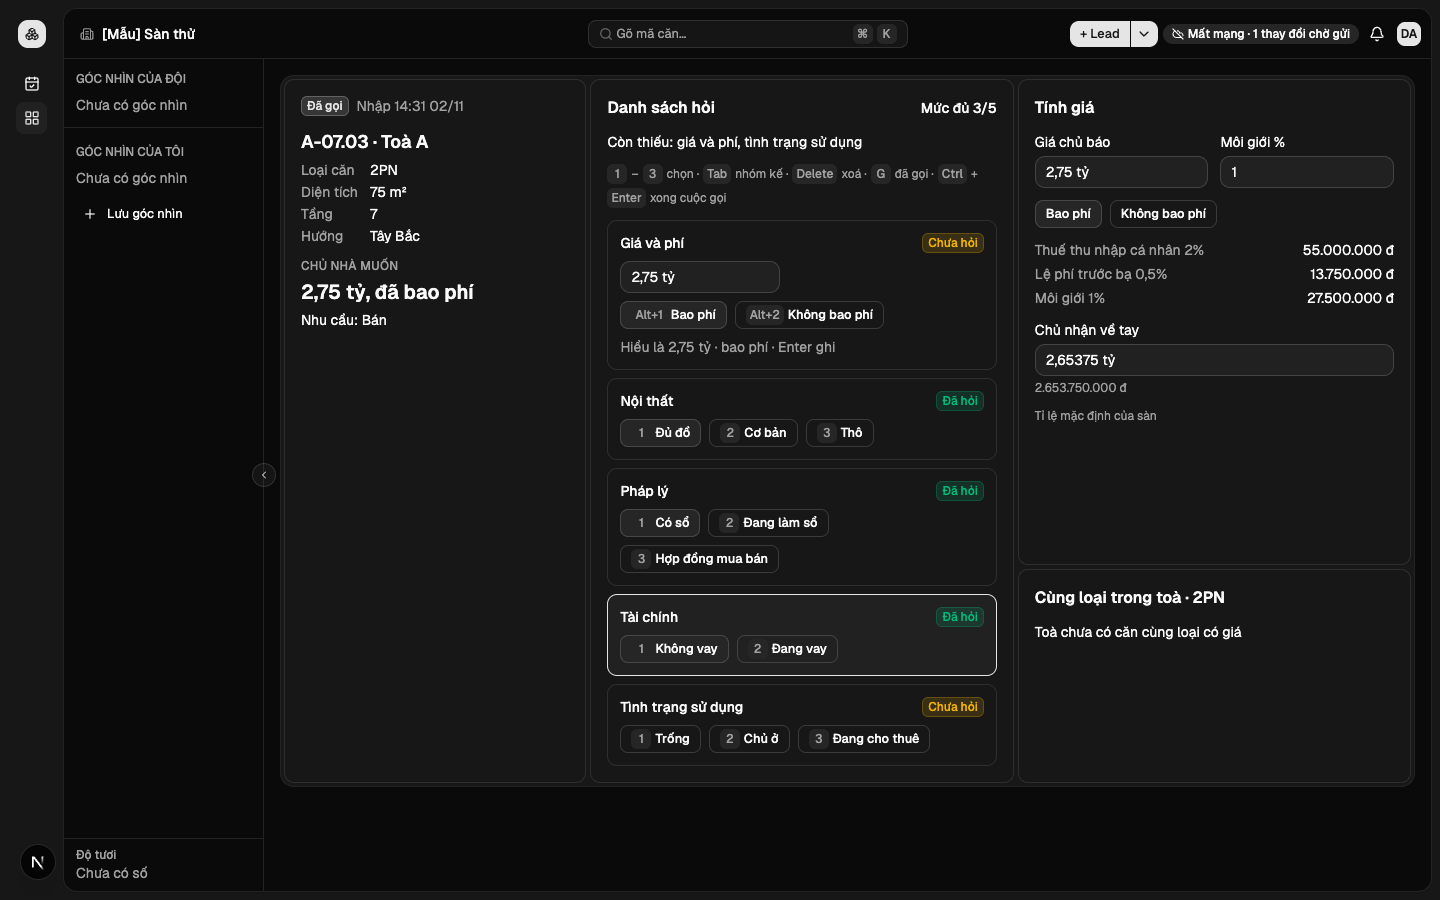 [Mẫu] Sàn thử
Gõ mã căn...
⌘ K
+ Lead
Mất mạng · 1 thay đổi chờ gửi
DA
GÓC NHÌN CỦA ĐỘI
Chưa có góc nhìn
GÓC NHÌN CỦA TÔI
Chưa có góc nhìn
+ Lưu góc nhìn
Độ tươi
Chưa có số
N
Đã gọi Nhập 14:31 02/11
A-07.03 · Toà A
Loại căn 2PN
Diện tích 75 m²
Tầng 7
Hướng Tây Bắc
CHỦ NHÀ MUỐN
2,75 tỷ, đã bao phí
Nhu cầu: Bán
Danh sách hỏi Mức đủ 3/5
Còn thiếu: giá và phí, tình trạng sử dụng
1 – 3 chọn · Tab nhóm kế · Delete xoá · G đã gọi · Ctrl +
Enter xong cuộc gọi
Giá và phí Chưa hỏi
2,75 tỷ
Alt+1 Bao phí Alt+2 Không bao phí
Hiểu là 2,75 tỷ · bao phí · Enter ghi
Nội thất Đã hỏi
1 Đủ đồ 2 Cơ bản 3 Thô
Pháp lý Đã hỏi
1 Có sổ 2 Đang làm sổ
3 Hợp đồng mua bán
Tài chính Đã hỏi
1 Không vay 2 Đang vay
Tình trạng sử dụng Chưa hỏi
1 Trống 2 Chủ ở 3 Đang cho thuê
Tính giá
Giá chủ báo Môi giới %
2,75 tỷ 1
Bao phí Không bao phí
Thuế thu nhập cá nhân 2% 55.000.000 đ
Lệ phí trước bạ 0,5% 13.750.000 đ
Môi giới 1% 27.500.000 đ
Chủ nhận về tay
2,65375 tỷ
2.653.750.000 đ
Tỉ lệ mặc định của sàn
Cùng loại trong toà · 2PN
Toà chưa có căn cùng loại có giá